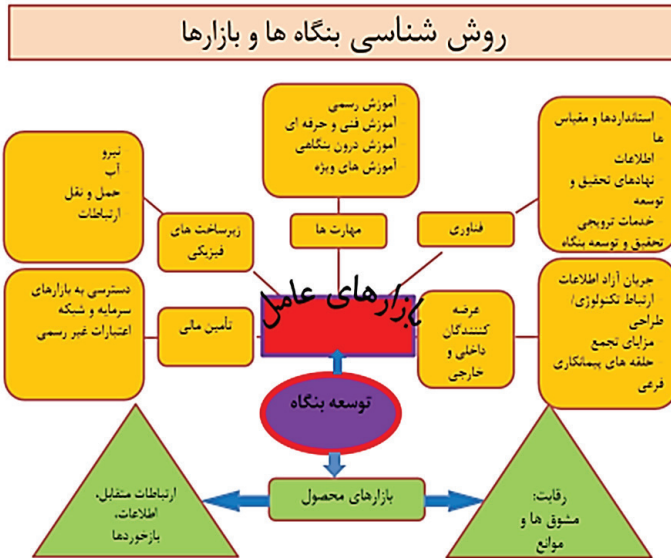 روش شناسی بنگاه ها و بازارها
آموزش رسمی
آموزش فنی و حرفه ای
آموزش درون بنگاهی
آموزش های ویژه
استانداردها و مقیاس
ها
اطلاعات
نهادهای تحقیق و
توسعه
خدمات ترویجی
تحقیق و توسعه بنگاه
نیرو
آب
حمل و نقل
ارتباطات
فناوری
مهارت ها
زیرساخت های
فیزیکی
جریان آزاد اطلاعات
ارتباط تکنولوژی/
طراحی
مزایای تجمع
حلقه های پیمانکاری
فرعی
عرضه
کنندگان
داخلی و
خارجی
بازارهای عامل
تأمین مالی
دسترسی به بازارهای
سرمایه و شبکه
اعتبارات غیر رسمی
توسعه بنگاه
بازارهای محصول
رقابت:
مشوق ها و
موانع
ارتباطات متقابل،
اطلاعات،
بازخوردها